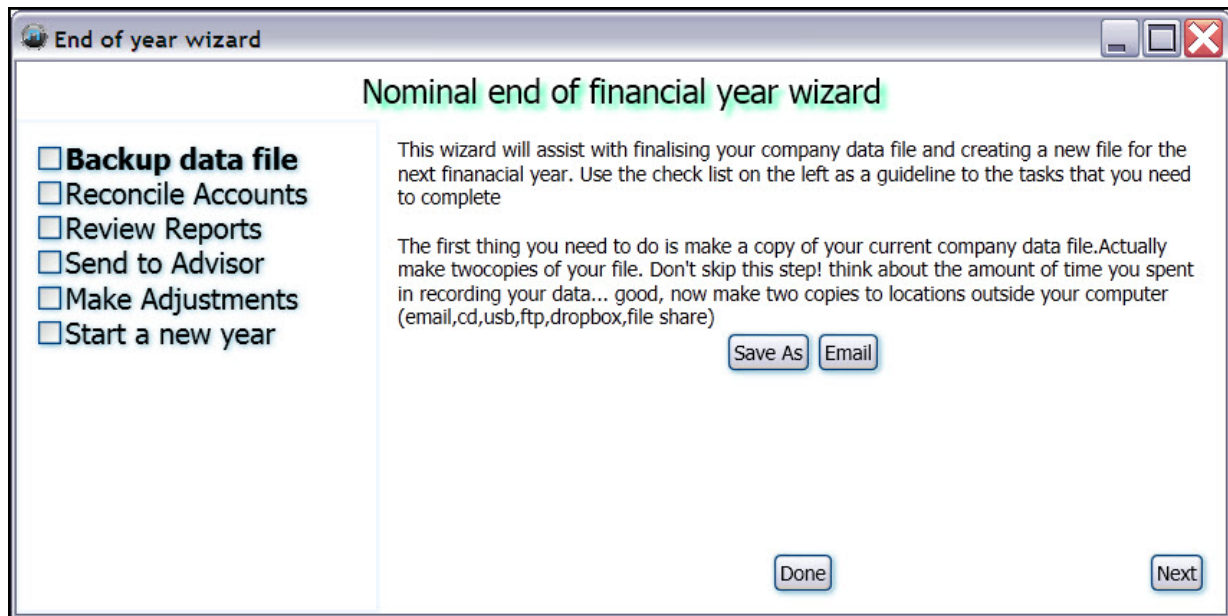 End of year wizard
Nominal end of financial year wizard
Backup data file
Reconcile Accounts
Review Reports
Send to Advisor
Make Adjustments
Start a new year
This wizard will assist with finalising your company data file and creating a new file for the
next finanacial year. Use the check list on the left as a guideline to the tasks that you need
to complete
The first thing you need to do is make a copy of your current company data file.Actually
make twocopies of your file. Don't skip this step! think about the amount of time you spent
in recording your data... good, now make two copies to locations outside your computer
(email,cd,usb,ftp,dropbox,file share)
Save As Email
Done Next